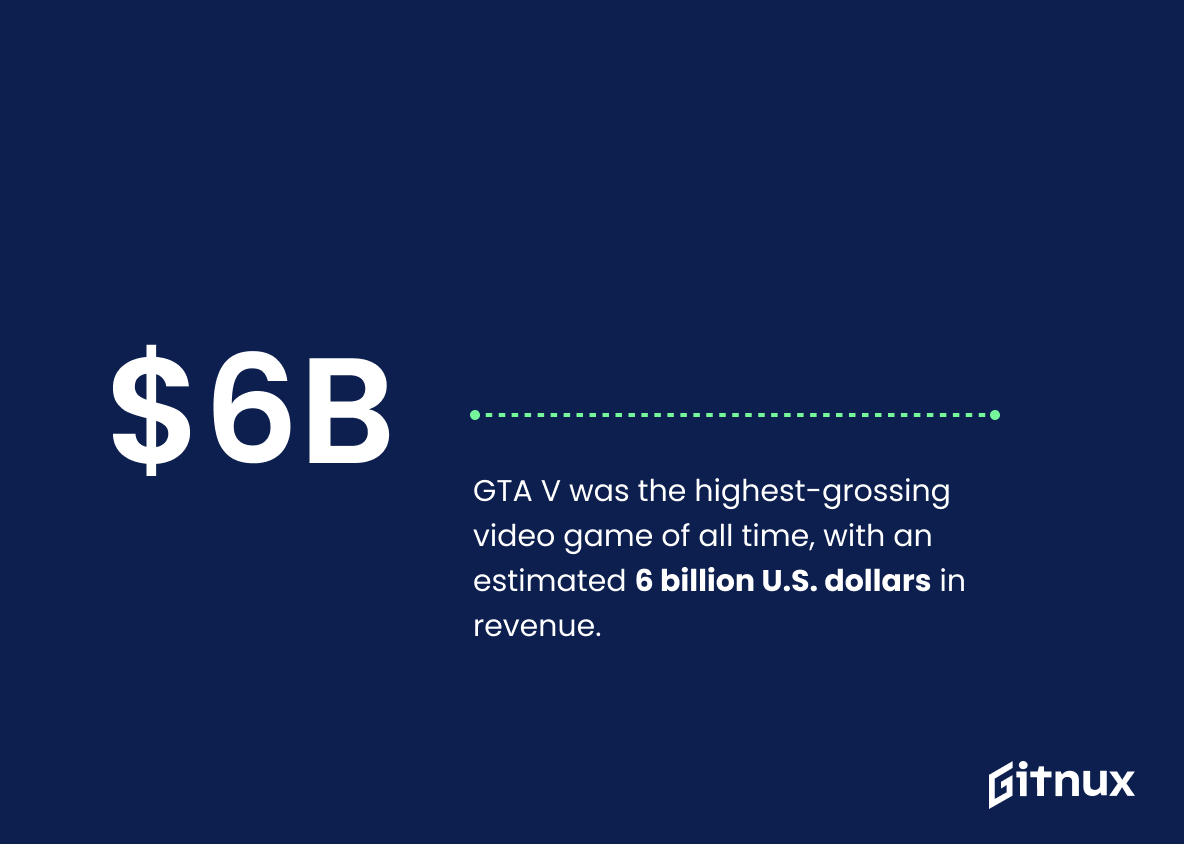 $6B
GTA V was the highest-grossing
video game of all time, with an
estimated 6 billion U.S. dollars in
revenue.
Gitnux